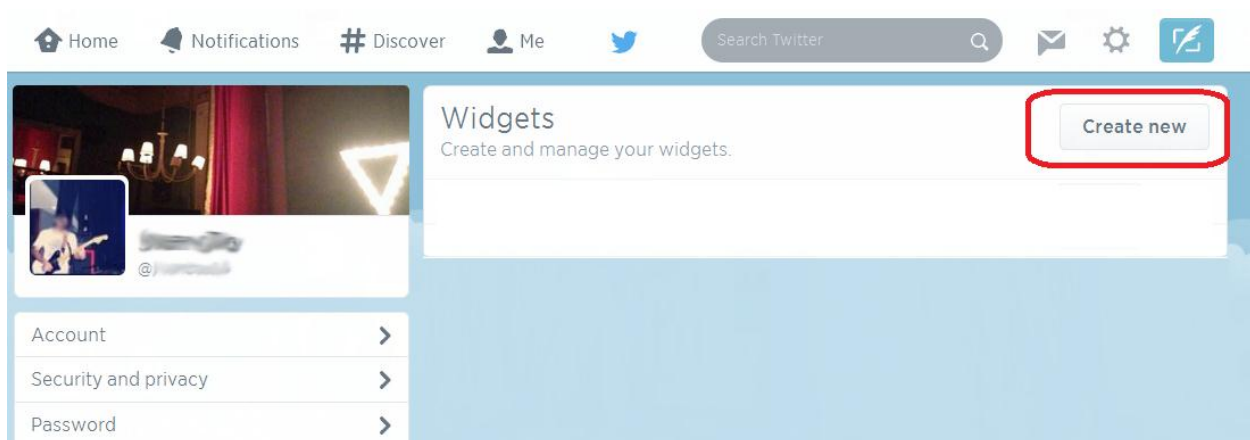 Home Notifications Discover Me Search Twitter
Widgets
Create and manage your widgets.
Create new
@
Account
Security and privacy
Password